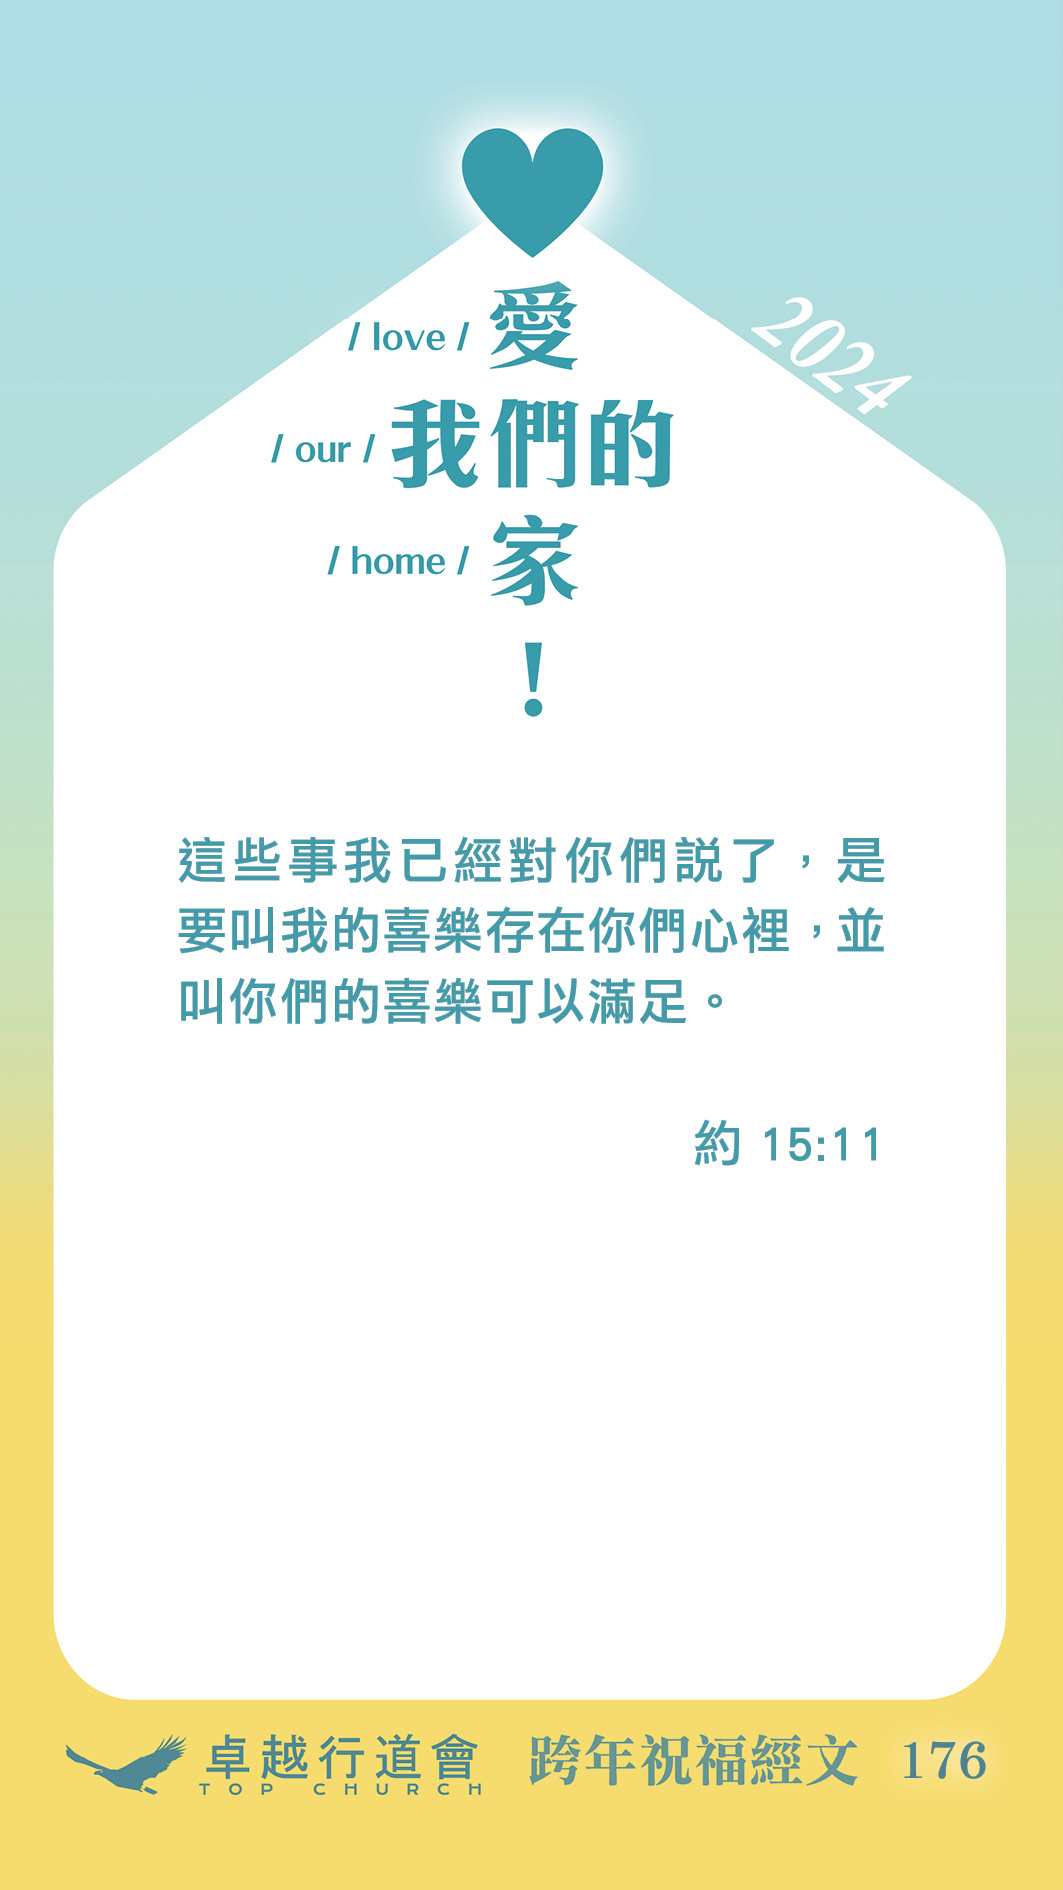 / love / 愛
2024
/ our / 我們的
/ home / 家
!
這些事我已經對你們説了，是
要叫我的喜樂存在你們心裡，並
叫你們的喜樂可以滿足。
約 15:11
卓越行道會 跨年祝福經文 176
TOP CHURCH